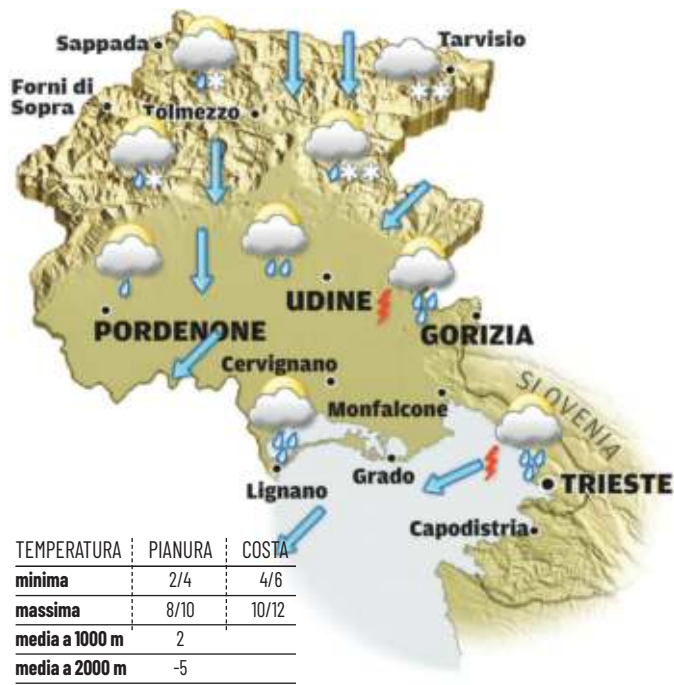 Sappada
Tarvisio
Forni di
Sopra
Tolmezzo
UDINE
PORDENONE
GORIZIA
Cervignano
SLOVENIA
Monfalcone
Grado
TRIESTE
Lignano
Capodistria
TEMPERATURA PIANURA COSTA
minima 2/4 4/6
massima 8/10 10/12
media a 1000 m 2
media a 2000 m -5